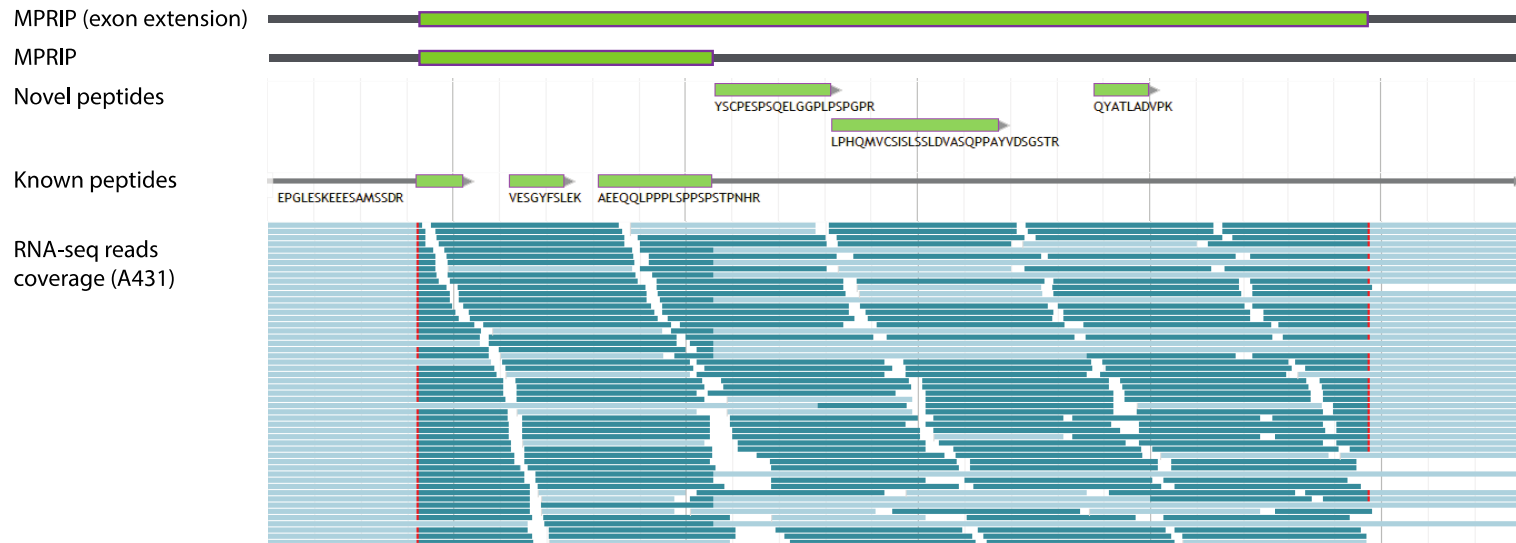 MPRIP (exon extension)
MPRIP
Novel peptides
YSCPESPSQELGGPLPSPGPR
QYATLADVPK
LPHQMVCSISLSSLDVASQPPAYVDSGSTR
Known peptides
EPGLESKEEESAMSSDR
VESGYFSLEK
AEEQQLPPPLSPPSPSTPNHR
RNA-seq reads
coverage (A431)